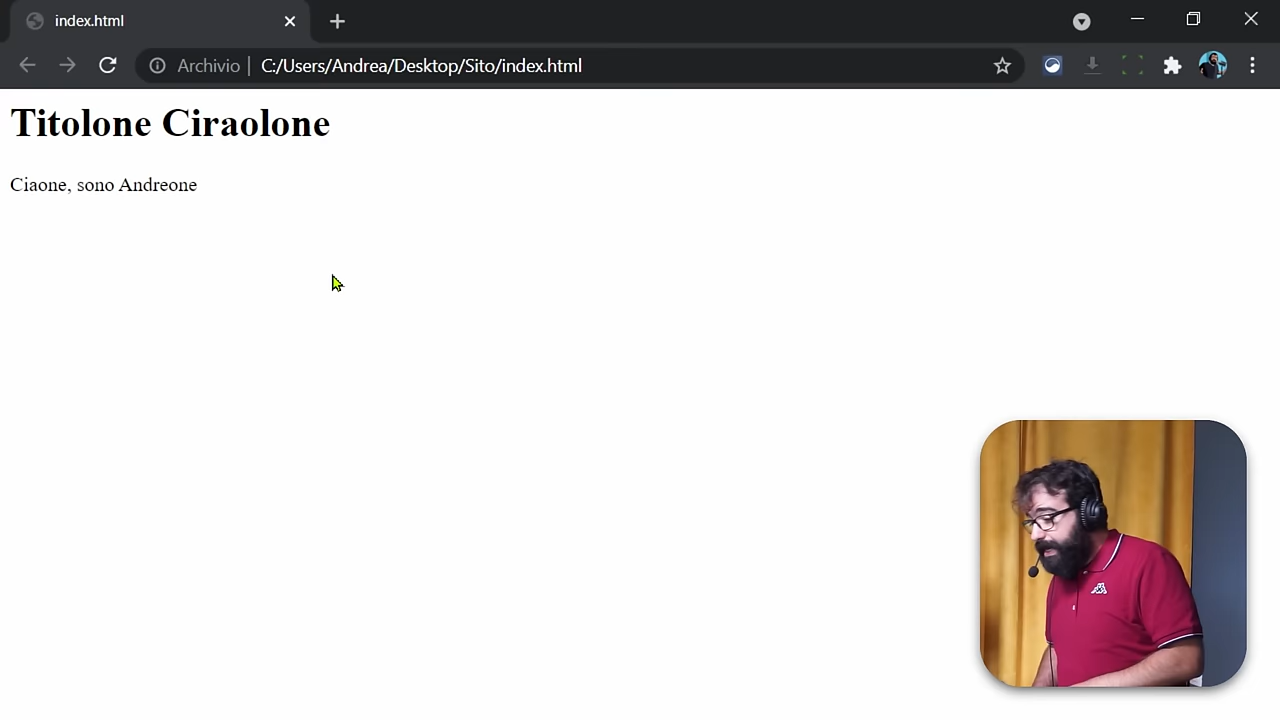 index.html
Archivio | C:/Users/Andrea/Desktop/Sito/index.html
Titolone Ciraolone
Ciaone, sono Andreone